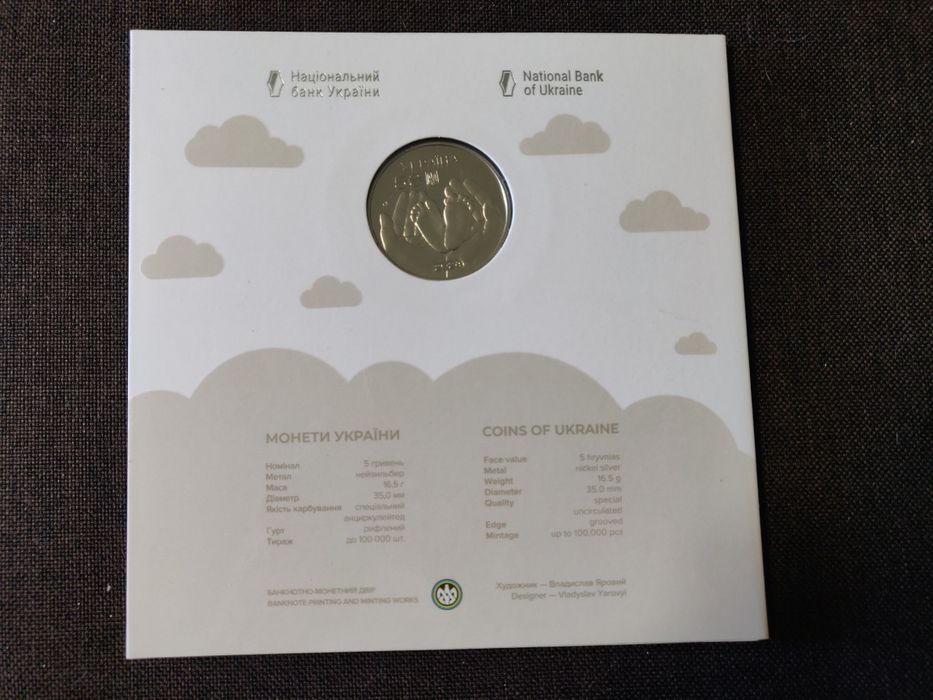 Національний
банк України
National Bank
of Ukraine
Україна
МОНЕТИ УКРАЇНИ
Номінал 5 гривень
Метал нейзильбер
Маса 16,5 г
Діаметр 35,0 мм
Якість карбування спеціальний
анциркулейтед
Гурт рифлений
Тираж до 100 000 шт.
COINS OF UKRAINE
Face value 5 hryvnias
Metal nickel silver
Weight 16.5 g
Diameter 35.0 mm
Quality special
uncirculated
Edge grooved
Mintage up to 100,000 pcs
БАНКНОТНО-МОНЕТНИЙ ДВІР
BANKNOTE PRINTING AND MINTING WORKS
Художник — Владислав Яровий
Designer — Vladyslav Yarovyi